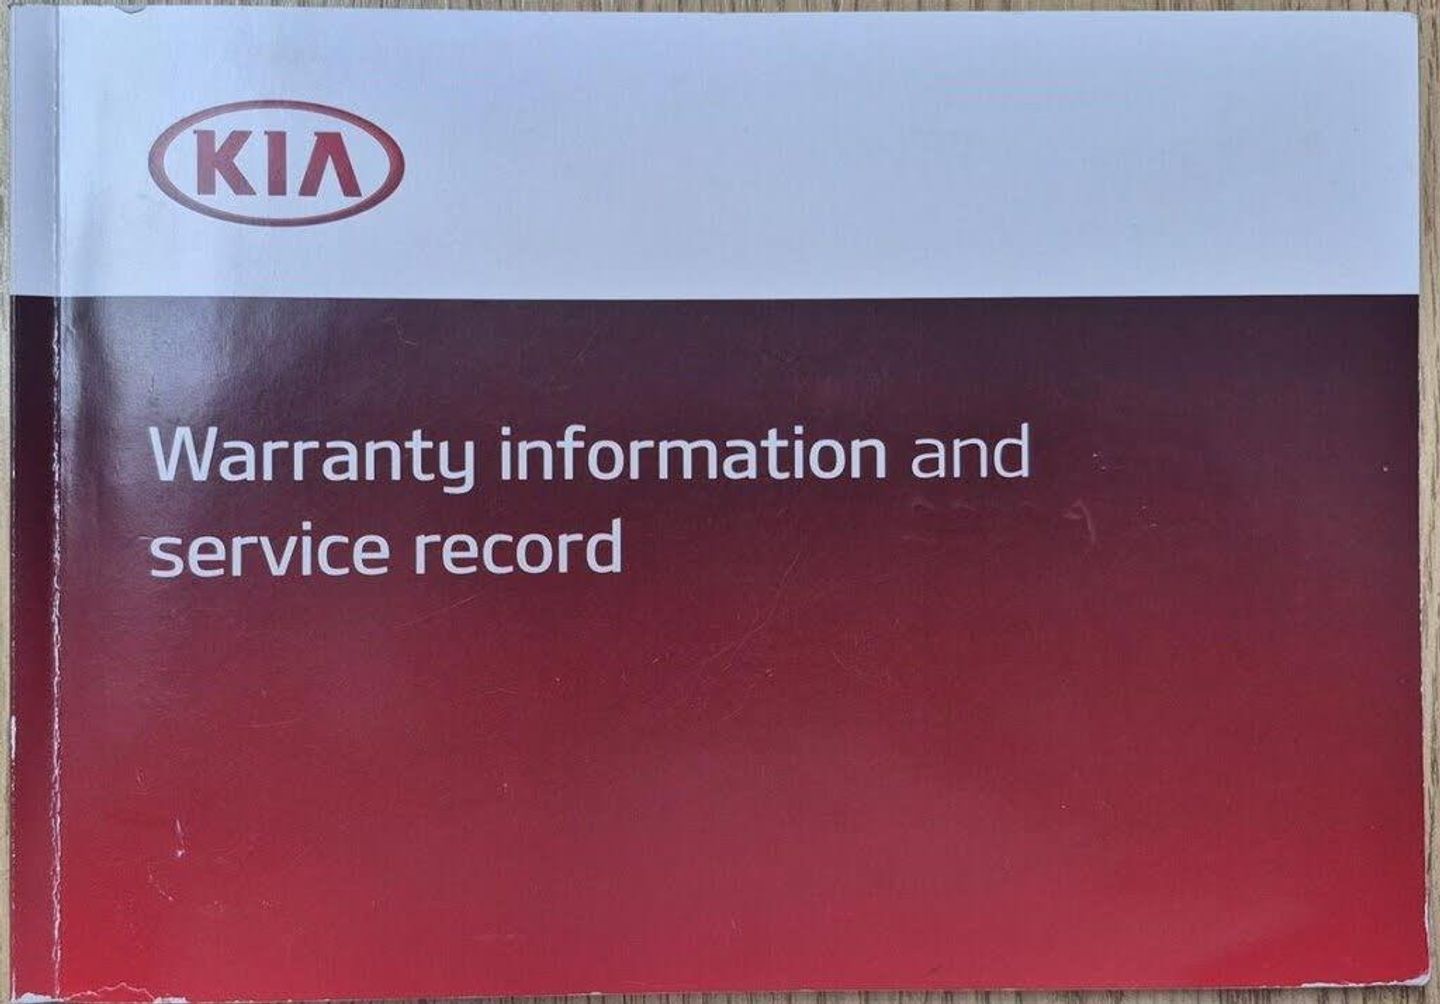 KIA
Warranty information and
service record